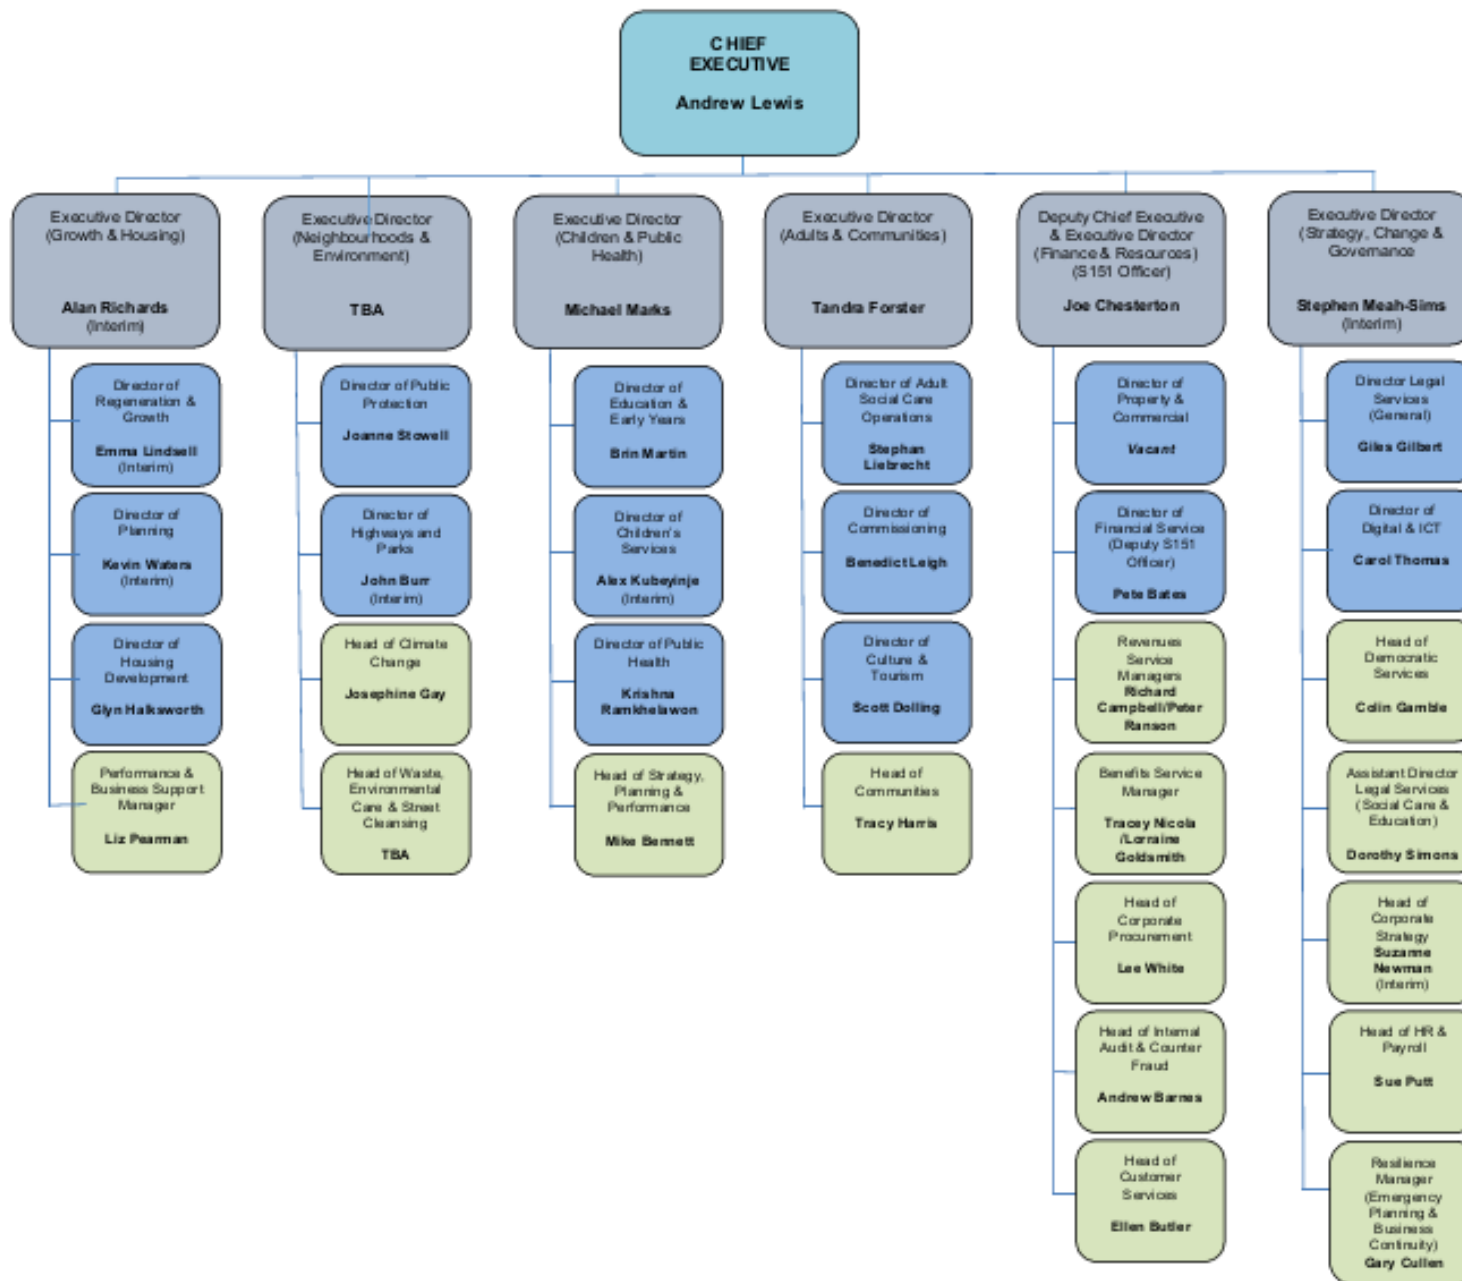 CHIEF
EXECUTIVE
Andrew Lewis
Executive Director
(Growth & Housing)
Alan Richards
(Interim)
Director of
Regeneration &
Growth
Emma Lindsell
(Interim)
Director of
Planning
Kevin Waters
(Interim)
Director of
Housing
Development
Glyn Halksworth
Performance &
Business Support
Manager
Liz Pearman
Executive Director
(Neighbourhoods &
Environment)
TBA
Director of Public
Protection
Joanne Stowell
Director of
Highways and
Parks
John Burr
(Interim)
Head of Climate
Change
Josephine Gay
Head of Waste,
Environmental
Care & Street
Cleansing
TBA
Executive Director
(Children & Public
Health)
Michael Marks
Director of
Education &
Early Years
Brin Martin
Director of
Children's
Services
Alex Kubeyinje
(Interim)
Director of Public
Health
Krishna
Ramkhelawon
Head of Strategy,
Planning &
Performance
Mike Bennett
Executive Director
(Adults & Communities)
Tandra Forster
Director of Adult
Social Care
Operations
Stephan
Liebrecht
Director of
Commissioning
Benedict Leigh
Director of
Culture &
Tourism
Scott Dolling
Head of
Communities
Tracy Harris
Deputy Chief Executive
& Executive Director
(Finance & Resources)
(S151 Officer)
Joe Chesterton
Director of
Property &
Commercial
Vacant
Director of
Financial Service
(Deputy S151
Officer)
Pete Bates
Revenues
Service
Managers
Richard
Campbell/Peter
Ranson
Benefits Service
Manager
Tracey Nicola
/Lorraine
Goldsmith
Head of
Corporate
Procurement
Lee White
Head of Internal
Audit & Counter
Fraud
Andrew Barnes
Head of
Customer
Services
Ellen Butler
Executive Director
(Strategy, Change &
Governance
Stephen Meah-Sims
(Interim)
Director Legal
Services
(General)
Giles Gilbert
Director of
Digital & ICT
Carol Thomas
Head of
Democratic
Services
Colin Gamble
Assistant Director
Legal Services
(Social Care &
Education)
Dorothy Simons
Head of
Corporate
Strategy
Suzanne
Newman
(Interim)
Head of HR &
Payroll
Sue Putt
Resilience
Manager
(Emergency
Planning &
Business
Continuity)
Gary Cullen